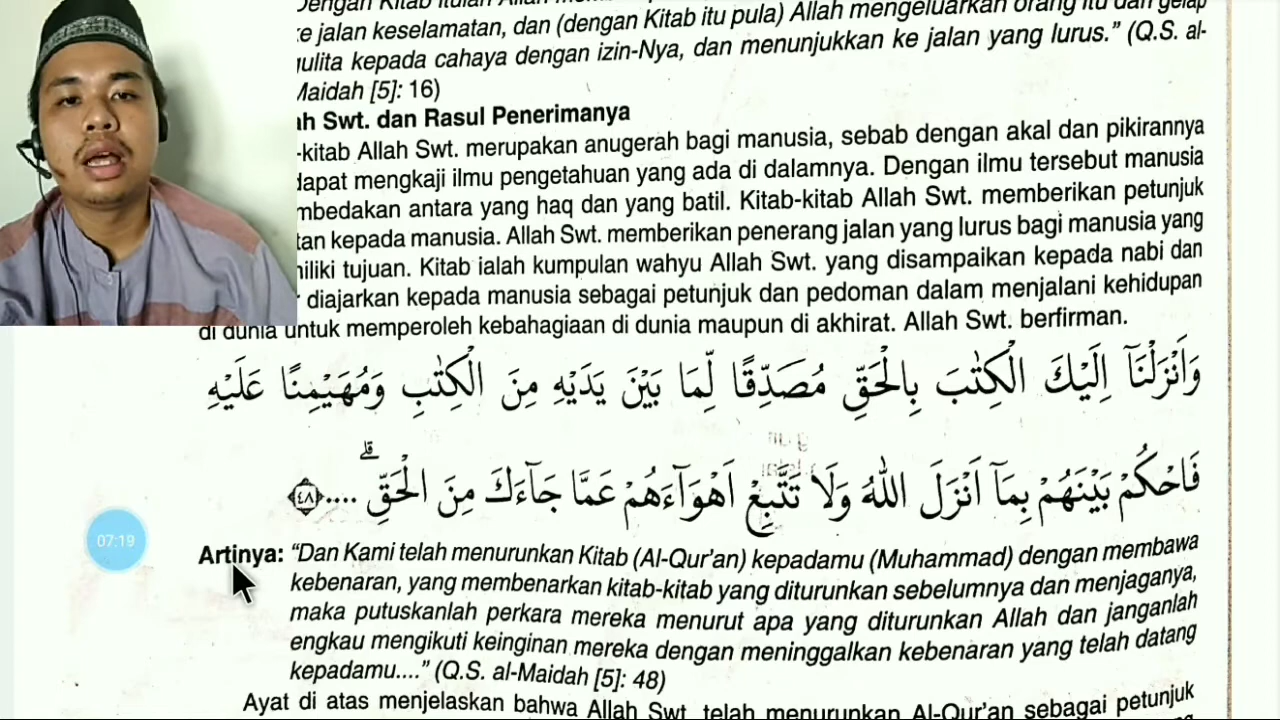 Dengan Kitab itulah Allah
jalan keselamatan, dan (dengan Kitab itu pula) Allah mengeluarkan orang itu dari gelap
gulita kepada cahaya dengan izin-Nya, dan menunjukkan ke jalan yang lurus.” (Q.S. al-
Maidah [5]: 16)
Swt. dan Rasul Penerimanya
-kitab Allah Swt. merupakan anugerah bagi manusia, sebab dengan akal dan pikirannya
dapat mengkaji ilmu pengetahuan yang ada di dalamnya. Dengan ilmu tersebut manusia
mbedakan antara yang haq dan yang batil. Kitab-kitab Allah Swt. memberikan petunjuk
kepada manusia. Allah Swt. memberikan penerang jalan yang lurus bagi manusia yang
miliki tujuan. Kitab ialah kumpulan wahyu Allah Swt. yang disampaikan kepada nabi dan
diajarkan kepada manusia sebagai petunjuk dan pedoman dalam menjalani kehidupan
di dunia untuk memperoleh kebahagiaan di dunia maupun di akhirat. Allah Swt. berfirman.
وَاَنْزَلْنَآ اِلَيْكَ الْكِتٰبَ بِالْحَقِّ مُصَدِّقًا لِّمَا بَيْنَ يَدَيْهِ مِنَ الْكِتٰبِ وَمُهَيْمِنًا عَلَيْهِ
فَاحْكُمْ بَيْنَهُمْ بِمَآ اَنْزَلَ اللّٰهُ وَلَا تَتَّبِعْ اَهْوَاۤءَهُمْ عَمَّا جَاۤءَكَ مِنَ الْحَقِّۗ .... ٤٨
07:19
Artinya: “Dan Kami telah menurunkan Kitab (Al-Qur’an) kepadamu (Muhammad) dengan membawa
kebenaran, yang membenarkan kitab-kitab yang diturunkan sebelumnya dan menjaganya,
maka putuskanlah perkara mereka menurut apa yang diturunkan Allah dan janganlah
engkau mengikuti keinginan mereka dengan meninggalkan kebenaran yang telah datang
kepadamu....” (Q.S. al-Maidah [5]: 48)
Ayat di atas menjelaskan bahwa Allah Swt. telah menurunkan Al-Qur’an sebagai petunjuk